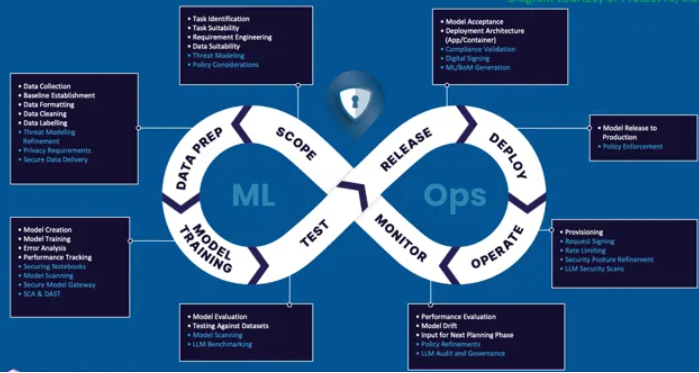 • Task Identification
• Task Suitability
• Requirement Engineering
• Data Suitability
• Threat Modeling
• Policy Considerations
• Model Acceptance
• Deployment Architecture
(App/Container)
• Compliance Validation
• Digital Signing
• ML/BoM Generation
• Data Collection
• Baseline Establishment
• Data Formatting
• Data Cleaning
• Data Labelling
• Threat Modeling
Refinement
• Privacy Requirements
• Secure Data Delivery
• Model Release to
Production
• Policy Enforcement
DATA PREP
SCOPE
RELEASE
DEPLOY
ML
Ops
MODEL
TRAINING
TEST
MONITOR
OPERATE
• Model Creation
• Model Training
• Error Analysis
• Performance Tracking
• Securing Notebooks
• Model Scanning
• Secure Model Gateway
• SCA & DAST
• Provisioning
• Request Signing
• Rate Limiting
• Security Posture Refinement
• LLM Security Scans
• Model Evaluation
• Testing Against Datasets
• Model Scanning
• LLM Benchmarking
• Performance Evaluation
• Model Drift
• Input for Next Planning Phase
• Policy Refinements
• LLM Audit and Governance